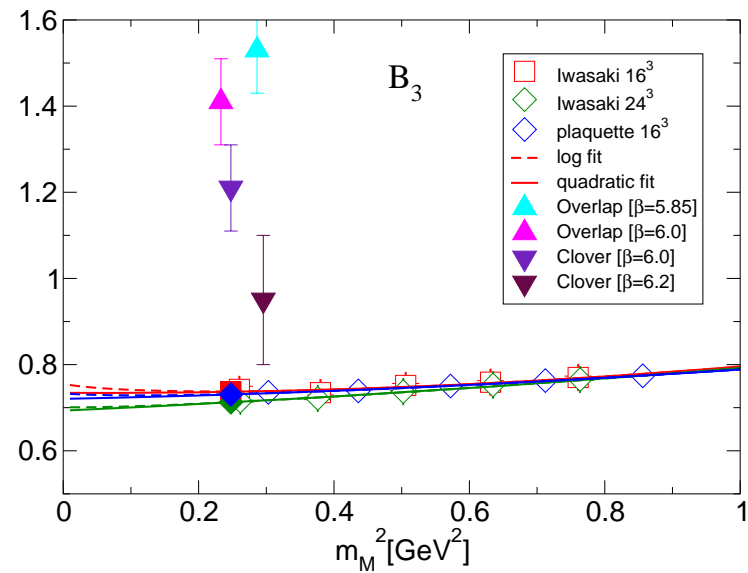 1.6
1.4
1.2
1
0.8
0.6
B₃
Iwasaki 16³
Iwasaki 24³
plaquette 16³
log fit
quadratic fit
Overlap [β=5.85]
Overlap [β=6.0]
Clover [β=6.0]
Clover [β=6.2]
0 0.2 0.4 0.6 0.8 1
m_M²[GeV²]